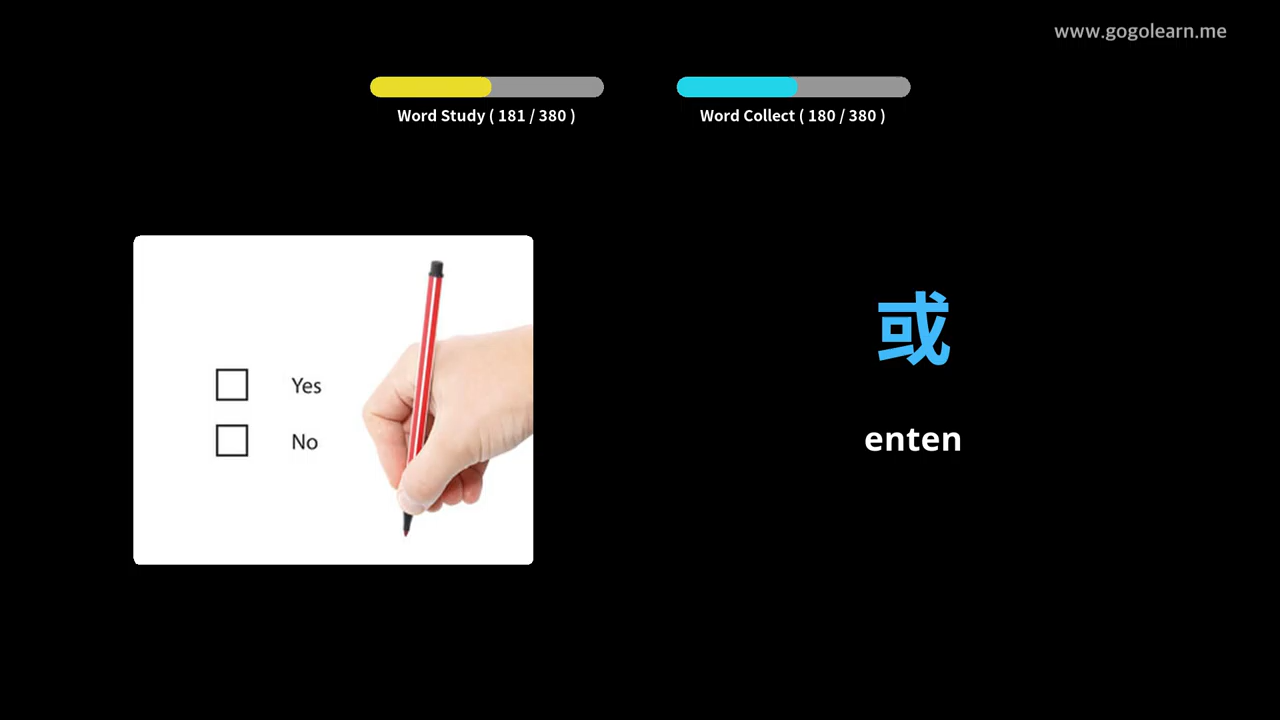 www.gogolearn.me
Word Study ( 181 / 380 )
Word Collect ( 180 / 380 )
Yes
No
或
enten